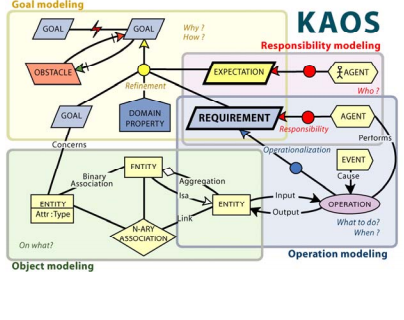 Goal modeling
KAOS
GOAL
GOAL
Why ?
How ?
Responsibility modeling
OBSTACLE
EXPECTATION
AGENT
Refinement
Who ?
GOAL
DOMAIN
PROPERTY
REQUIREMENT
AGENT
Responsibility
Performs
Concerns
Operationalization
EVENT
Binary
Association
ENTITY
Aggregation
Cause
Isa
ENTITY
Attr :Type
ENTITY
Input
OPERATION
Link
Output
N-ARY
ASSOCIATION
What to do?
When ?
On what?
Object modeling
Operation modeling